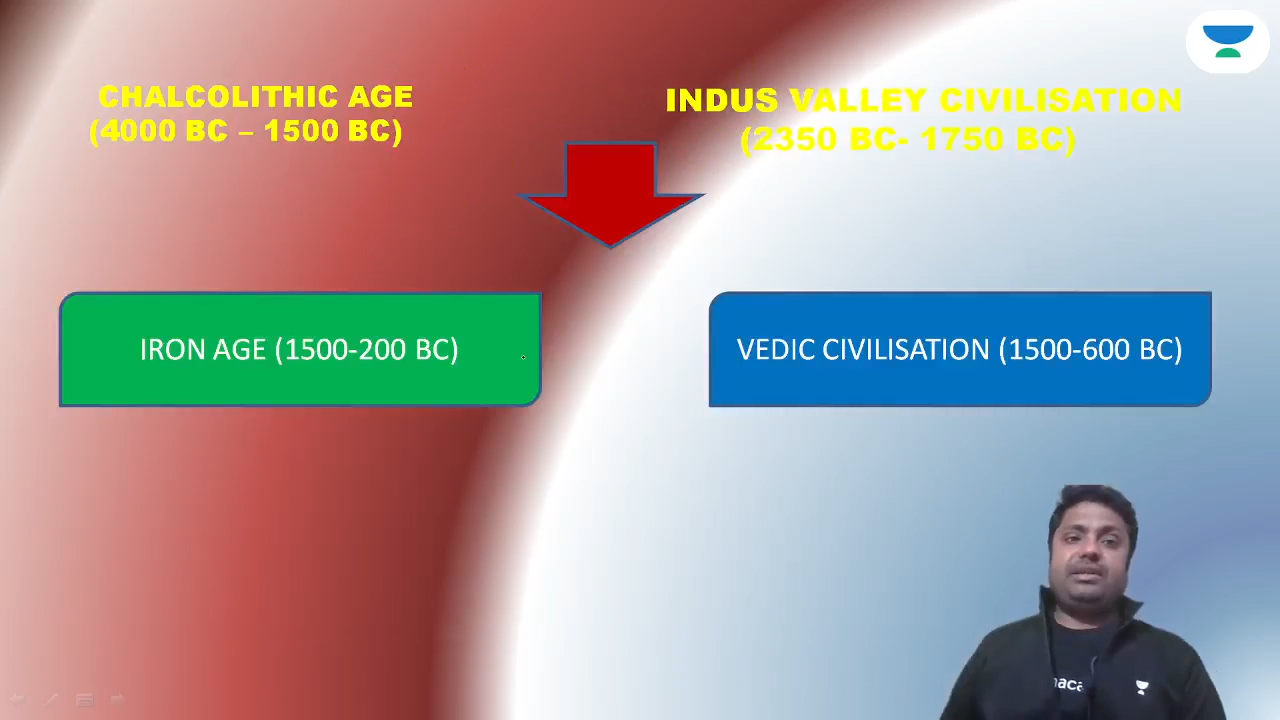 CHALCOLITHIC AGE
(4000 BC – 1500 BC)
INDUS VALLEY CIVILISATION
(2350 BC- 1750 BC)
IRON AGE (1500-200 BC)
VEDIC CIVILISATION (1500-600 BC)